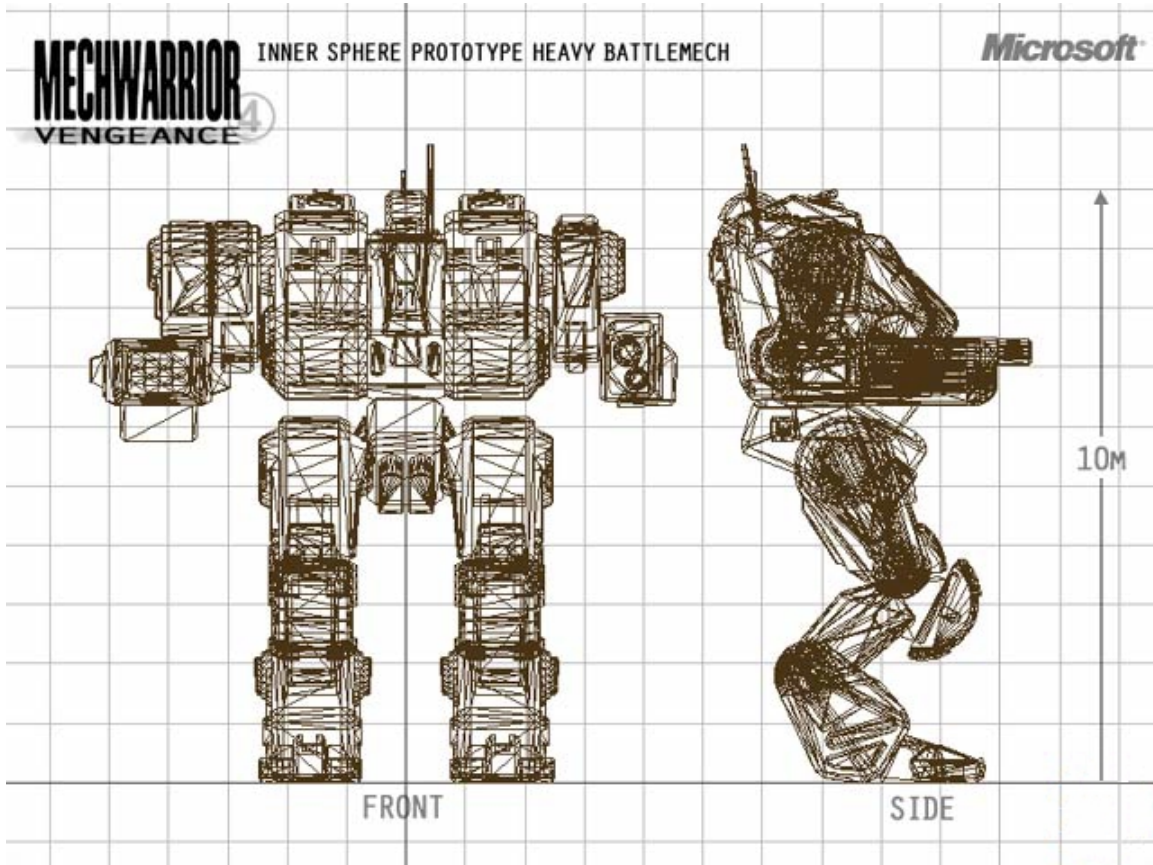 MECHWARRIOR
VENGEANCE 4
INNER SPHERE PROTOTYPE HEAVY BATTLEMECH
Microsoft
10M
FRONT
SIDE